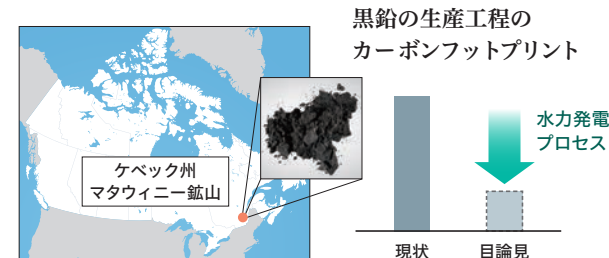 黒鉛の生産工程の
カーボンフットプリント
ケベック州
マタウィニー鉱山
水力発電
プロセス
現状
目論見